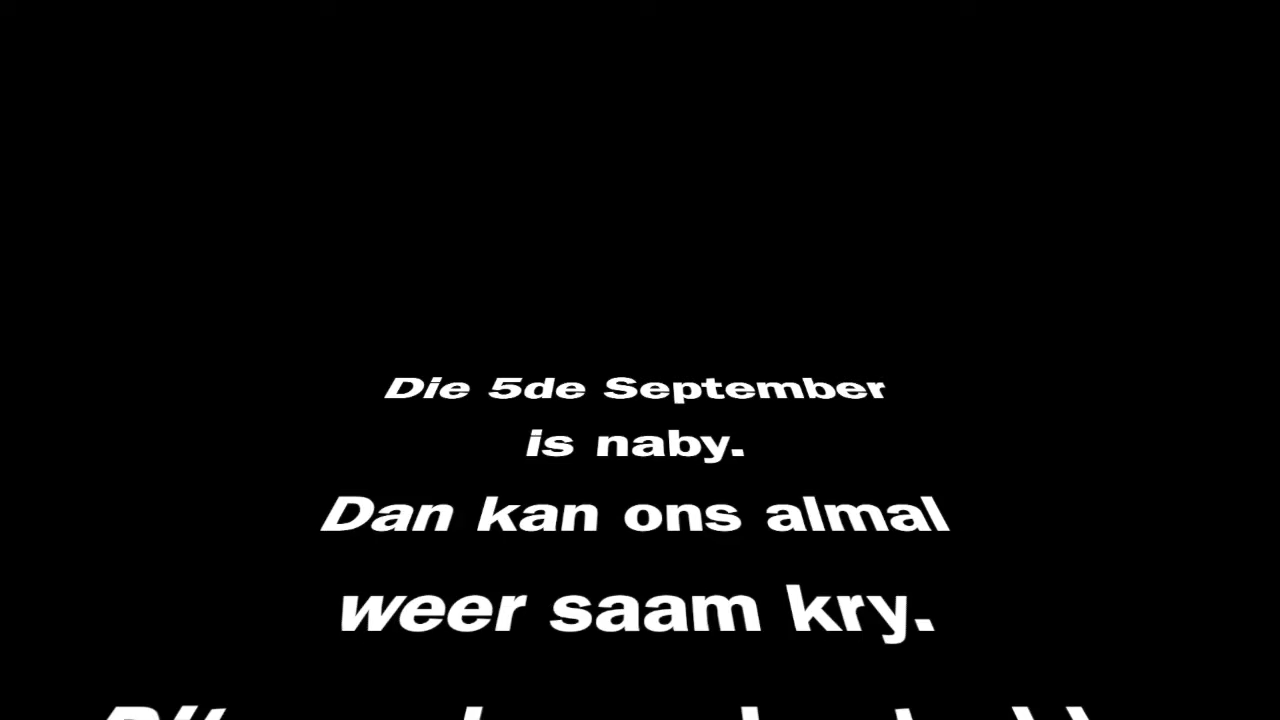 Die 5de September
is naby.
Dan kan ons almal
weer saam kry.